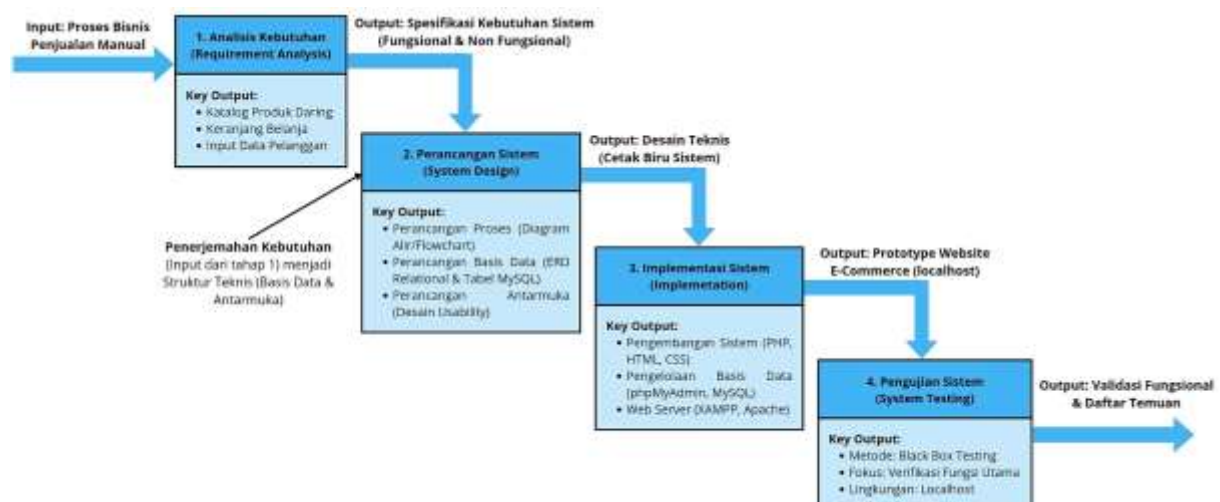 Input: Proses Bisnis
Penjualan Manual
1. Analisis Kebutuhan
(Requirement Analysis)
Key Output:
• Katalog Produk Daring
• Keranjang Belanja
• Input Data Pelanggan
Output: Spesifikasi Kebutuhan Sistem
(Fungsional & Non Fungsional)
2. Perancangan Sistem
(System Design)
Key Output:
• Perancangan Proses (Diagram
Alir/Flowchart)
• Perancangan Basis Data (ERD
Relational & Tabel MySQL)
• Perancangan Antarmuka
(Desain Usability)
Penerjemahan Kebutuhan
(Input dari tahap 1) menjadi
Struktur Teknis (Basis Data &
Antarmuka)
Output: Desain Teknis
(Cetak Biru Sistem)
3. Implementasi Sistem
(Implemetation)
Key Output:
• Pengembangan Sistem (PHP,
HTML, CSS)
• Pengelolaan Basis Data
(phpMyAdmin, MySQL)
• Web Server (XAMPP, Apache)
Output: Prototype Website
E-Commerce (localhost)
4. Pengujian Sistem
(System Testing)
Key Output:
• Metode: Black Box Testing
• Fokus: Verifikasi Fungsi Utama
• Lingkungan: Localhost
Output: Validasi Fungsional
& Daftar Temuan